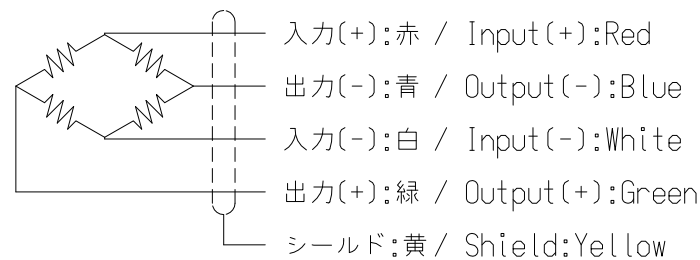 入力(+):赤 / Input(+):Red
出力(-):青 / Output(-):Blue
入力(-):白 / Input(-):White
出力(+):緑 / Output(+):Green
シールド:黄 / Shield:Yellow